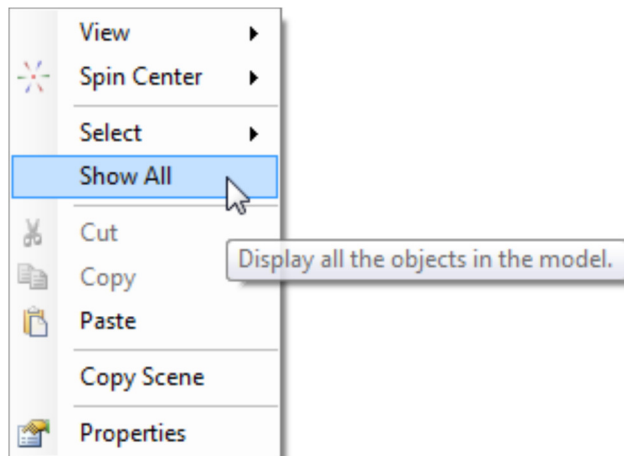 View
Spin Center
Select
Show All
Cut
Display all the objects in the model.
Copy
Paste
Copy Scene
Properties